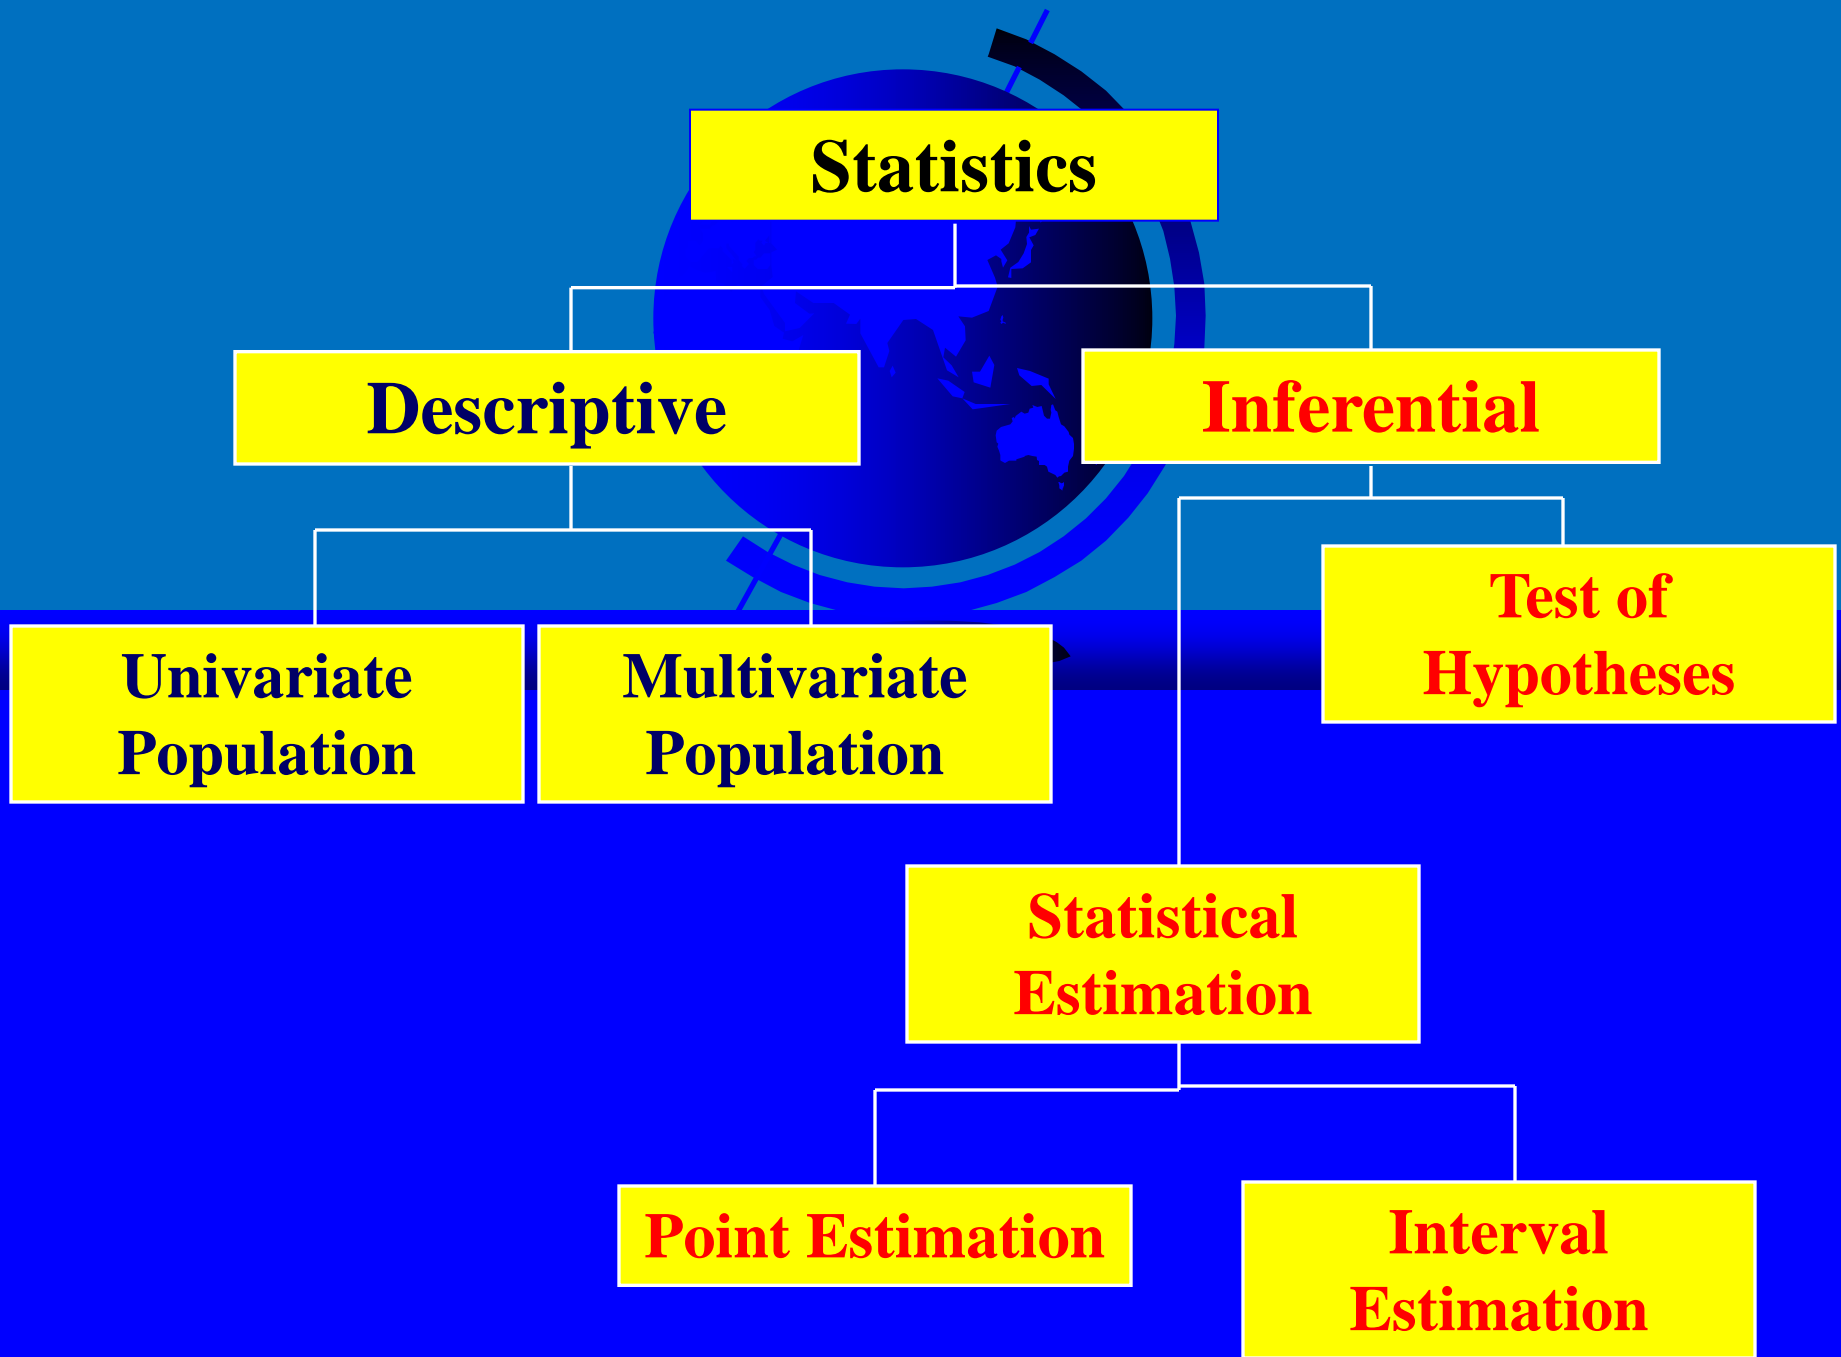 Statistics
Descriptive
Inferential
Test of
Hypotheses
Univariate
Population
Multivariate
Population
Statistical
Estimation
Point Estimation
Interval
Estimation